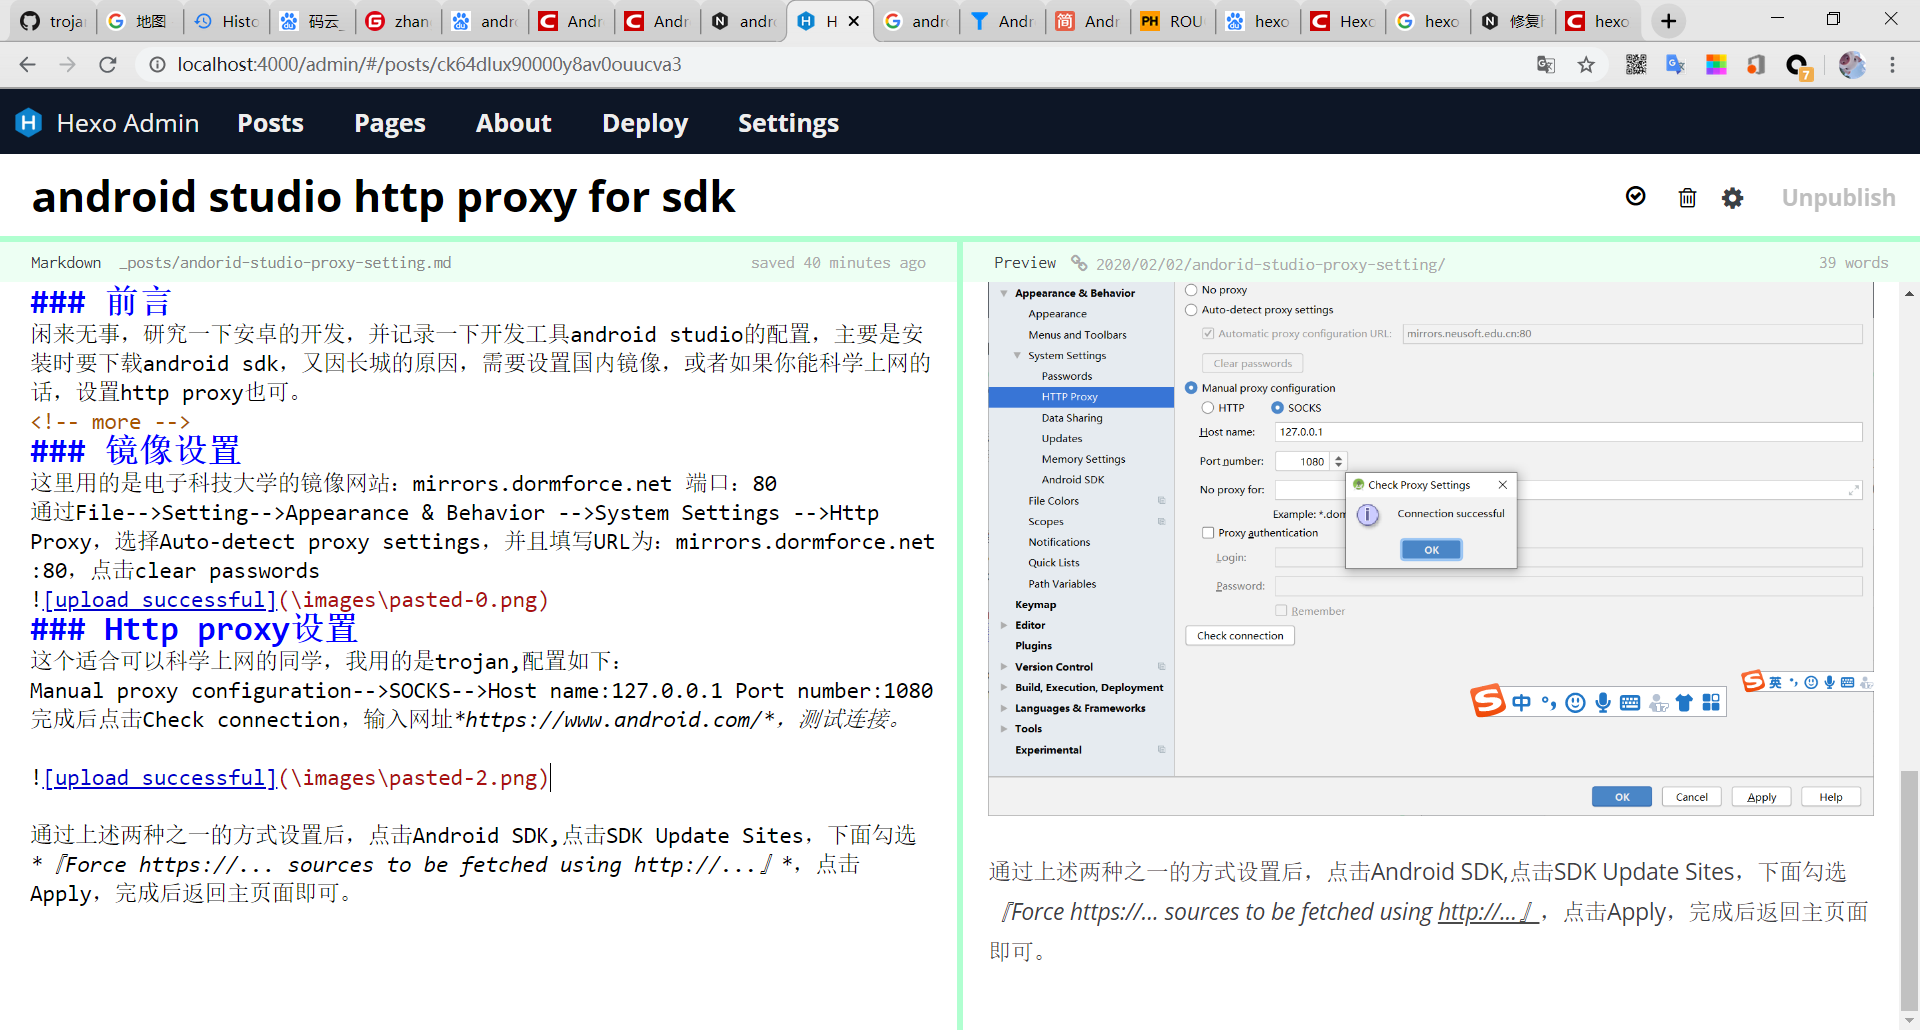 troja
地图
Histo
码云_
zhan
andr
Andr
Andr
andr
H
andr
Andr
Andr
ROU
hexo
Hexo
hexo
修复h
hexo
localhost:4000/admin/#/posts/ck64dlux90000y8av0ouucva3
7
Hexo Admin
Posts
Pages
About
Deploy
Settings
android studio http proxy for sdk
Unpublish
Markdown _posts/andorid-studio-proxy-setting.md
saved 40 minutes ago
### 前言
闲来无事，研究一下安卓的开发，并记录一下开发工具android studio的配置，主要是安
装时要下载android sdk，又因长城的原因，需要设置国内镜像，或者如果你能科学上网的
话，设置http proxy也可。
<!-- more -->
### 镜像设置
这里用的是电子科技大学的镜像网站：mirrors.dormforce.net 端口：80
通过File-->Setting-->Appearance & Behavior -->System Settings -->Http
Proxy，选择Auto-detect proxy settings，并且填写URL为：mirrors.dormforce.net
:80，点击clear passwords
![upload successful](\images\pasted-0.png)
### Http proxy设置
这个适合可以科学上网的同学，我用的是trojan,配置如下：
Manual proxy configuration-->SOCKS-->Host name:127.0.0.1 Port number:1080
完成后点击Check connection，输入网址*https://www.android.com/*，测试连接。
![upload successful](\images\pasted-2.png)
通过上述两种之一的方式设置后，点击Android SDK,点击SDK Update Sites，下面勾选
*『Force https://... sources to be fetched using http://...』*，点击
Apply，完成后返回主页面即可。
Preview 2020/02/02/andorid-studio-proxy-setting/
39 words
Appearance & Behavior
Appearance
Menus and Toolbars
System Settings
Passwords
HTTP Proxy
Data Sharing
Updates
Memory Settings
Android SDK
File Colors
Scopes
Notifications
Quick Lists
Path Variables
Keymap
Editor
Plugins
Version Control
Build, Execution, Deployment
Languages & Frameworks
Tools
Experimental
No proxy
Auto-detect proxy settings
Automatic proxy configuration URL: mirrors.neusoft.edu.cn:80
Clear passwords
Manual proxy configuration
HTTP SOCKS
Host name: 127.0.0.1
Port number: 1080
No proxy for:
Example: *.dom
Proxy authentication
Login:
Password:
Remember
Check connection
Check Proxy Settings
Connection successful
OK
S 英
S 中
OK Cancel Apply Help
通过上述两种之一的方式设置后，点击Android SDK,点击SDK Update Sites，下面勾选
『Force https://... sources to be fetched using http://...』，点击Apply，完成后返回主页面
即可。